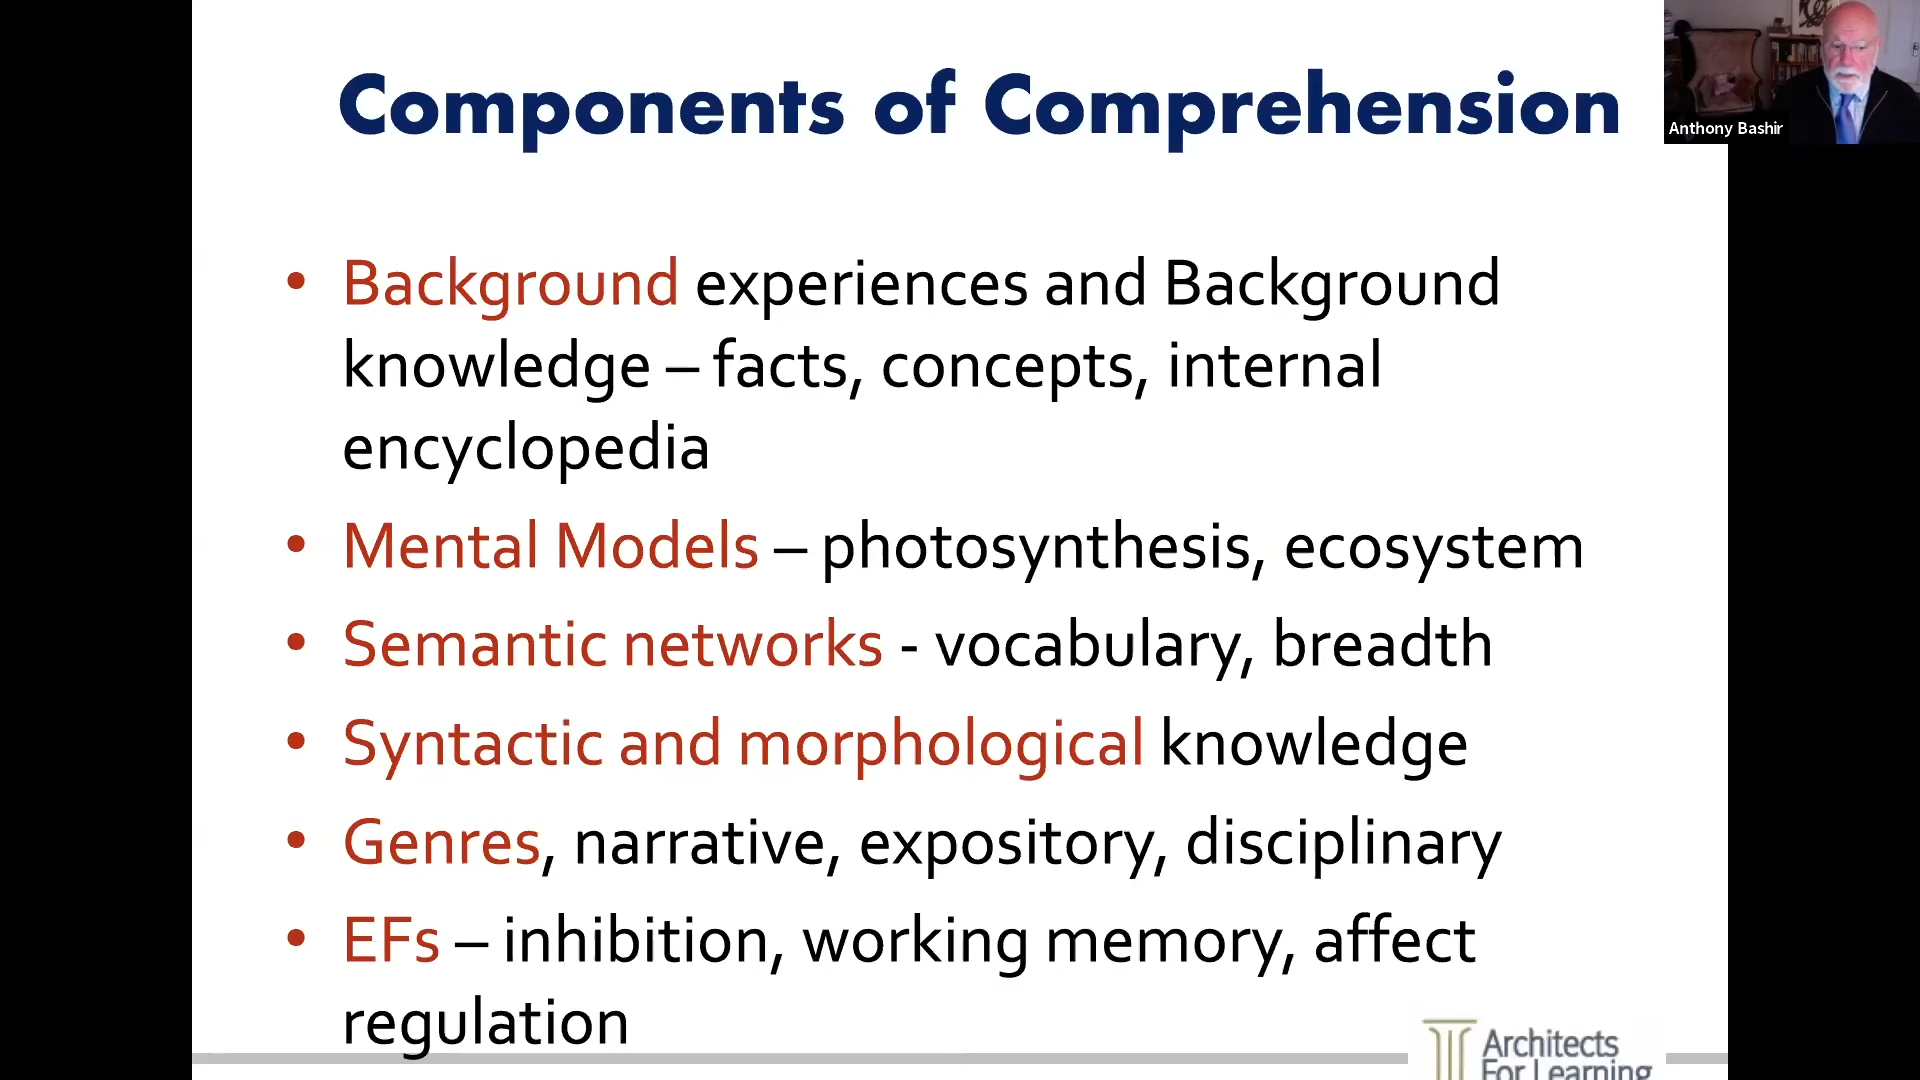 Components of Comprehension
Anthony Bashir
• Background experiences and Background
knowledge – facts, concepts, internal
encyclopedia
• Mental Models – photosynthesis, ecosystem
• Semantic networks - vocabulary, breadth
• Syntactic and morphological knowledge
• Genres, narrative, expository, disciplinary
• EFs – inhibition, working memory, affect
regulation
Architects
For Learning